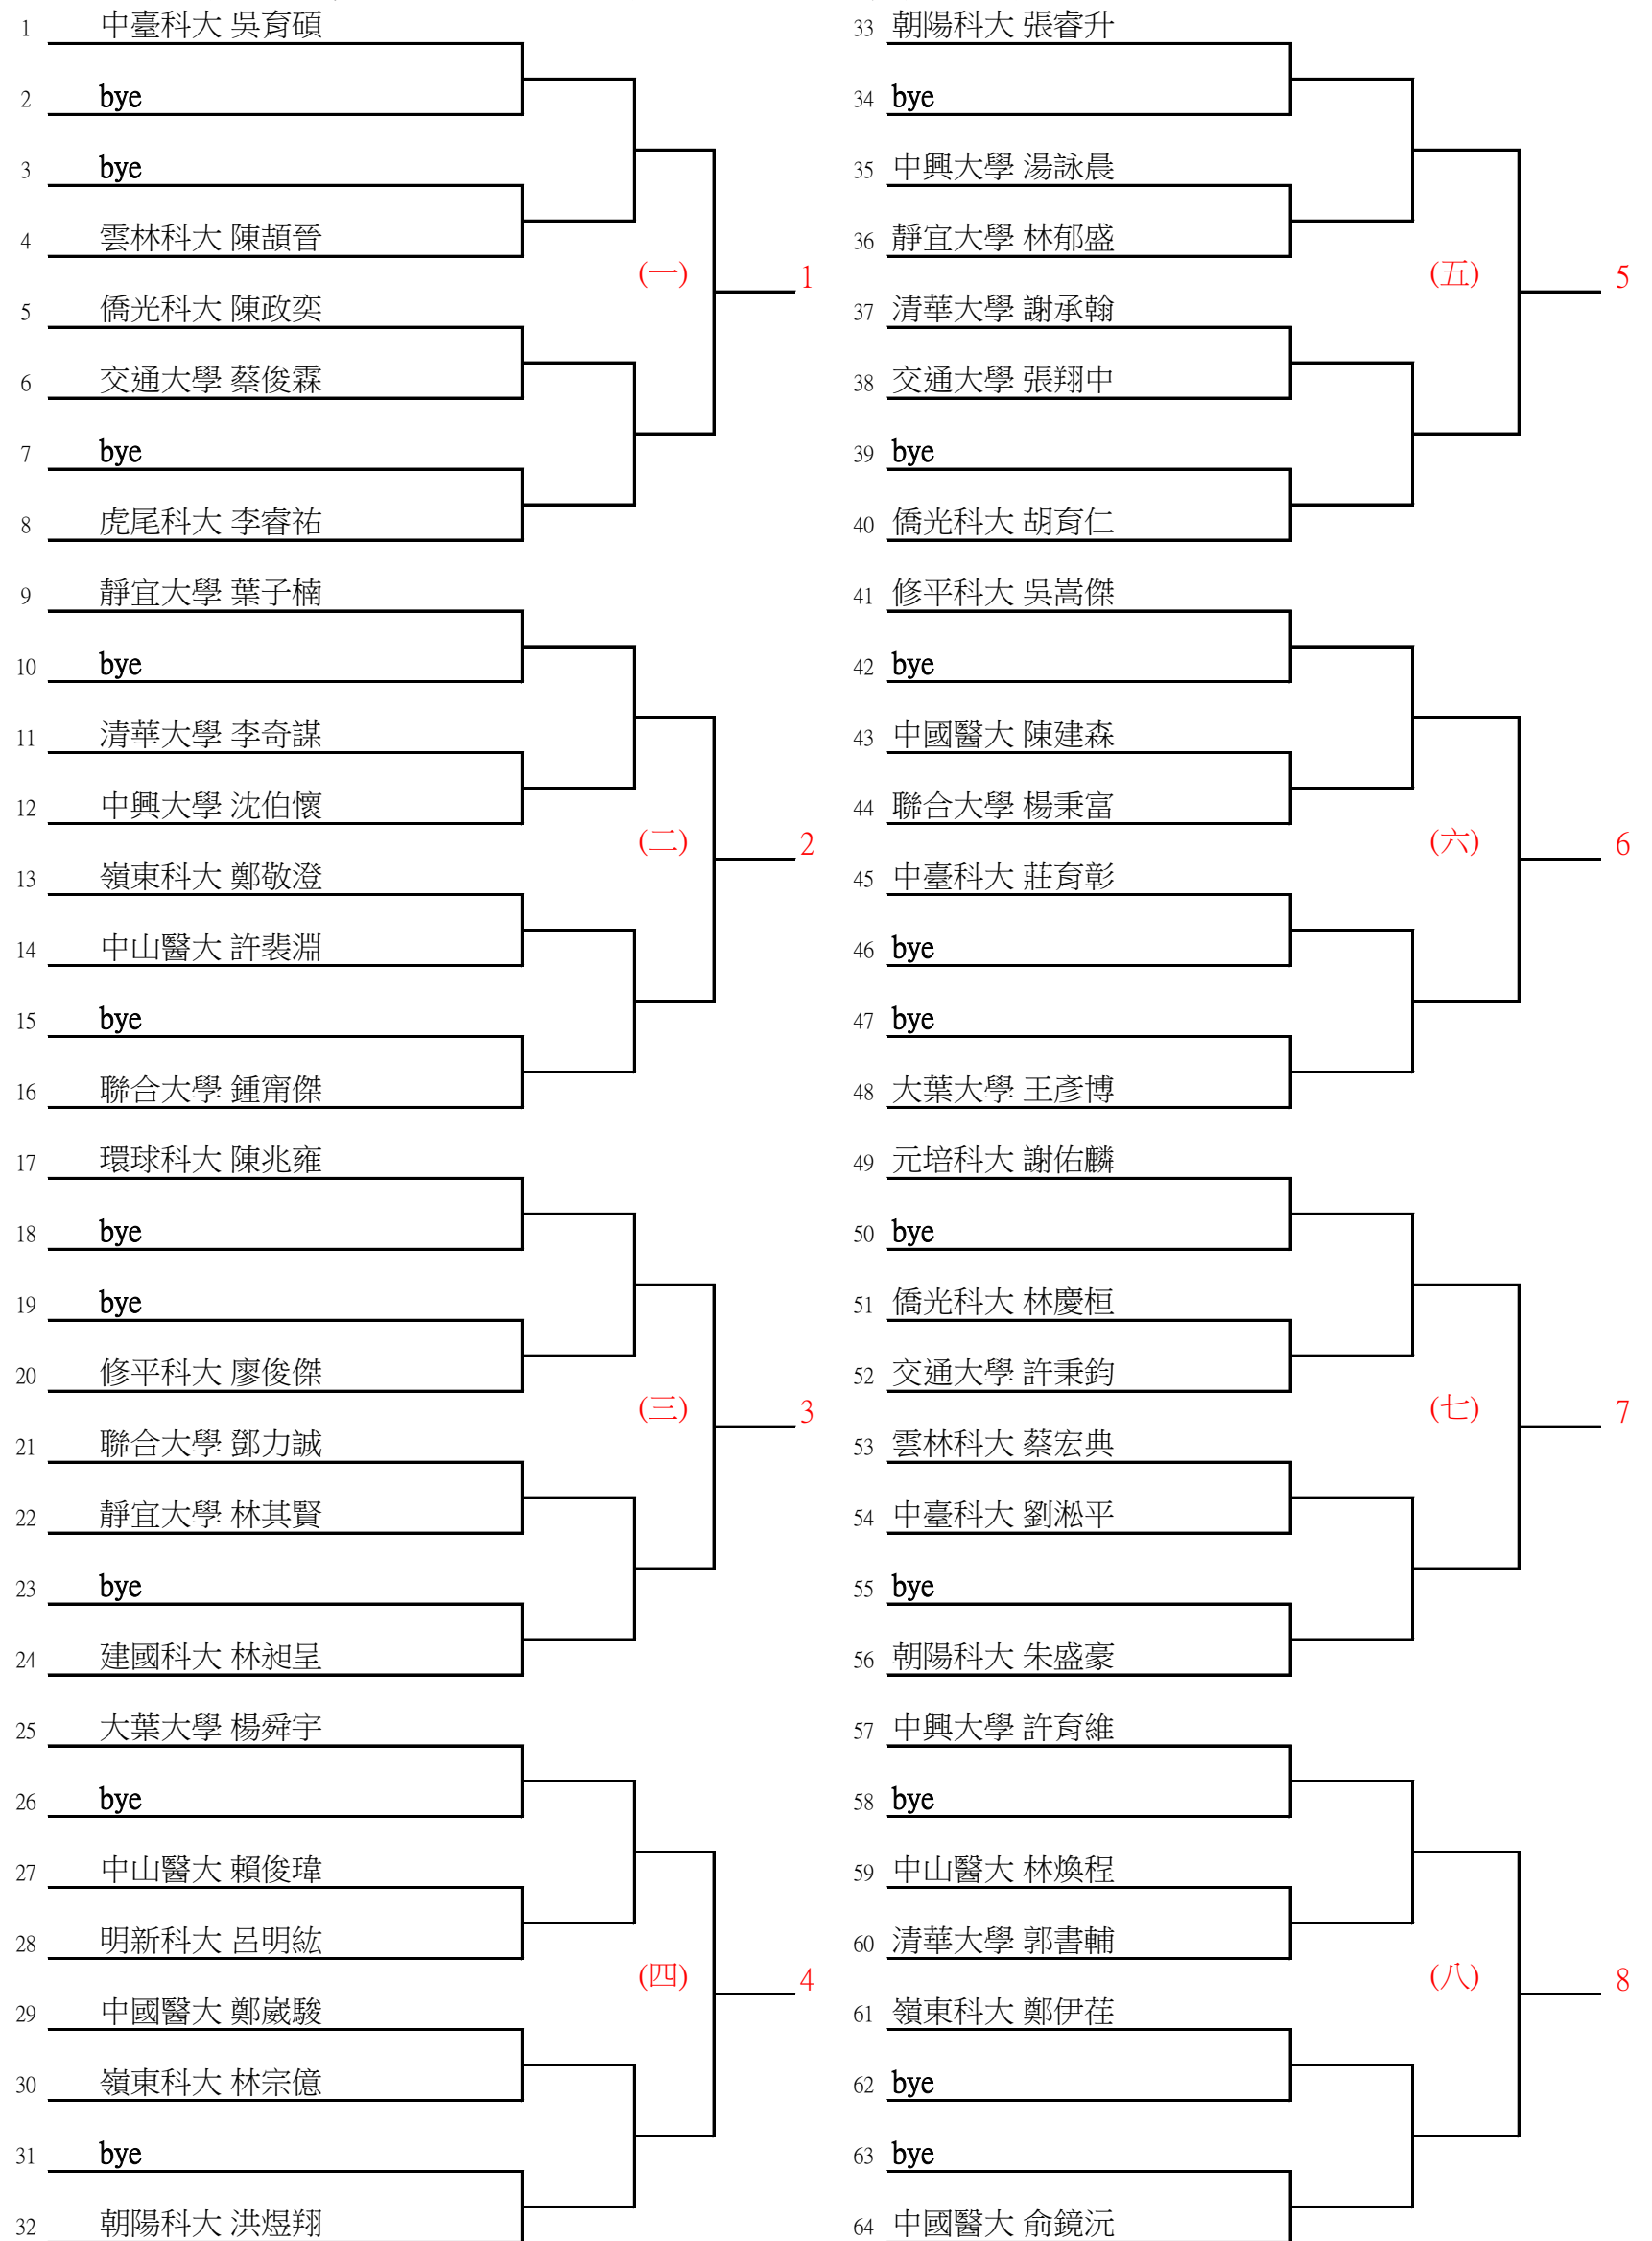 1 中臺科大 吳育碩
2 bye
3 bye
4 雲林科大 陳頡晉
(一) 1
5 僑光科大 陳政奕
6 交通大學 蔡俊霖
7 bye
8 虎尾科大 李睿祐
9 靜宜大學 葉子楠
10 bye
11 清華大學 李奇謀
12 中興大學 沈伯懷
(二) 2
13 嶺東科大 鄭敬澄
14 中山醫大 許裴淵
15 bye
16 聯合大學 鍾甯傑
17 環球科大 陳兆雍
18 bye
19 bye
20 修平科大 廖俊傑
(三) 3
21 聯合大學 鄧力誠
22 靜宜大學 林其賢
23 bye
24 建國科大 林昶呈
25 大葉大學 楊舜宇
26 bye
27 中山醫大 賴俊瑋
28 明新科大 呂明紘
(四) 4
29 中國醫大 鄭崴駿
30 嶺東科大 林宗億
31 bye
32 朝陽科大 洪煜翔
33 朝陽科大 張睿升
34 bye
35 中興大學 湯詠晨
36 靜宜大學 林郁盛
(五) 5
37 清華大學 謝承翰
38 交通大學 張翔中
39 bye
40 僑光科大 胡育仁
41 修平科大 吳嵩傑
42 bye
43 中國醫大 陳建森
44 聯合大學 楊秉富
(六) 6
45 中臺科大 莊育彰
46 bye
47 bye
48 大葉大學 王彥博
49 元培科大 謝佑麟
50 bye
51 僑光科大 林慶桓
52 交通大學 許秉鈞
(七) 7
53 雲林科大 蔡宏典
54 中臺科大 劉淞平
55 bye
56 朝陽科大 朱盛豪
57 中興大學 許育維
58 bye
59 中山醫大 林煥程
60 清華大學 郭書輔
(八) 8
61 嶺東科大 鄭伊荏
62 bye
63 bye
64 中國醫大 俞鏡沅